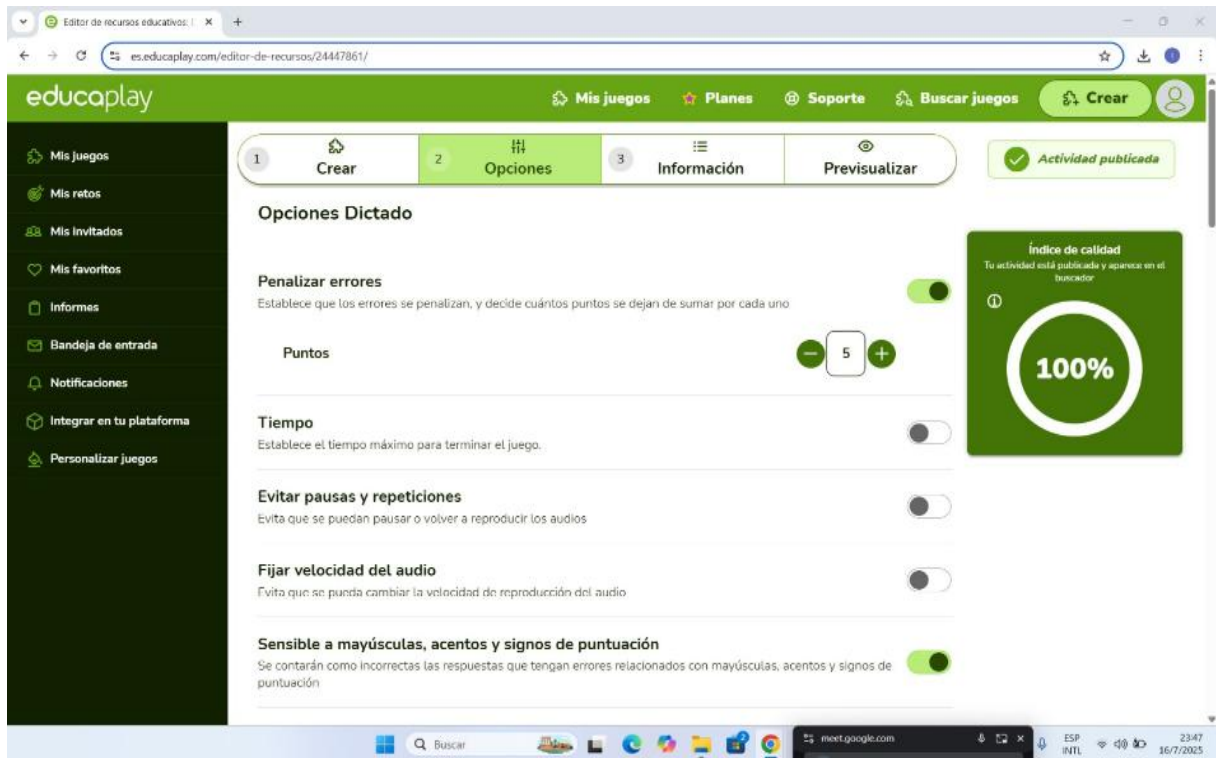 Editor de recursos educativos: l
es.educaplay.com/editor-de-recursos/24447861/
educaplay
Mis juegos
Planes
Soporte
Buscar juegos
Crear
Mis juegos
Mis retos
Mis invitados
Mis favoritos
Informes
Bandeja de entrada
Notificaciones
Integrar en tu plataforma
Personalizar juegos
1 Crear
2 Opciones
3 Información
Previsualizar
Actividad publicada
Opciones Dictado
Penalizar errores
Establece que los errores se penalizan, y decide cuántos puntos se dejan de sumar por cada uno
Puntos
5
Tiempo
Establece el tiempo máximo para terminar el juego.
Evitar pausas y repeticiones
Evita que se puedan pausar o volver a reproducir los audios
Fijar velocidad del audio
Evita que se pueda cambiar la velocidad de reproducción del audio
Sensible a mayúsculas, acentos y signos de puntuación
Se contarán como incorrectas las respuestas que tengan errores relacionados con mayúsculas, acentos y signos de
puntuación
Índice de calidad
Tu actividad está publicada y aparece en el
buscador
100%
Buscar
meet.google.com
ESP
INTL
23:47
16/7/2025